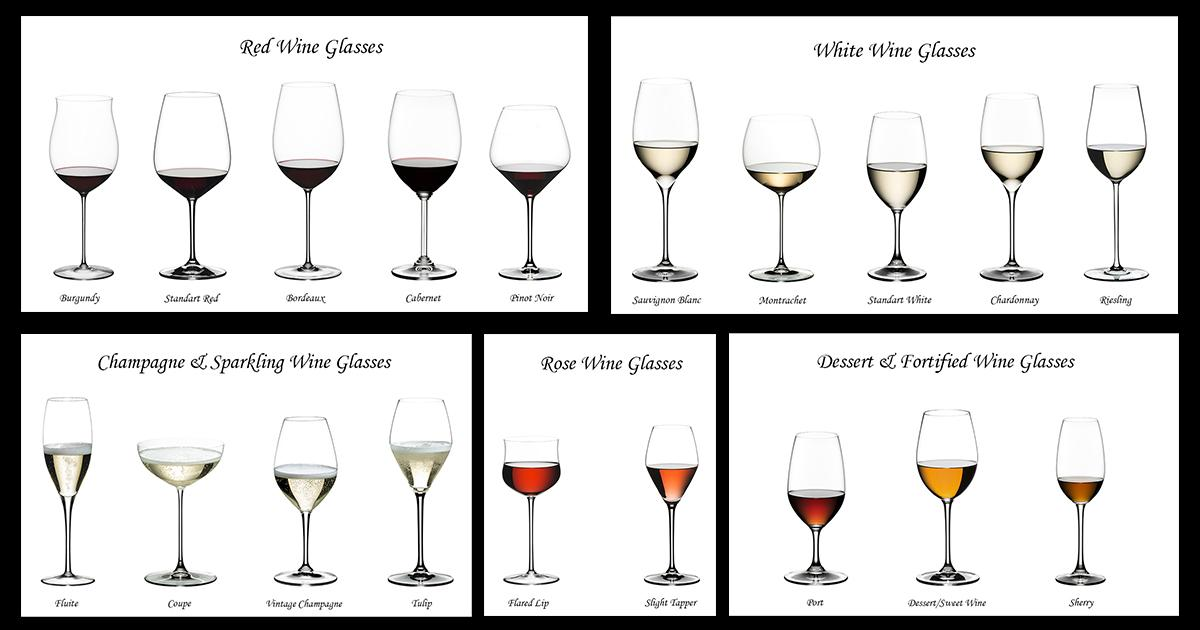 Red Wine Glasses
Burgundy Standart Red Bordeaux Cabernet Pinot Noir
White Wine Glasses
Sauvignon Blanc Montrachet Standart White Chardonnay Riesling
Champagne & Sparkling Wine Glasses
Fluite Coupe Vintage Champagne Tulip
Rose Wine Glasses
Flared Lip Slight Tapper
Dessert & Fortified Wine Glasses
Port Dessert/Sweet Wine Sherry